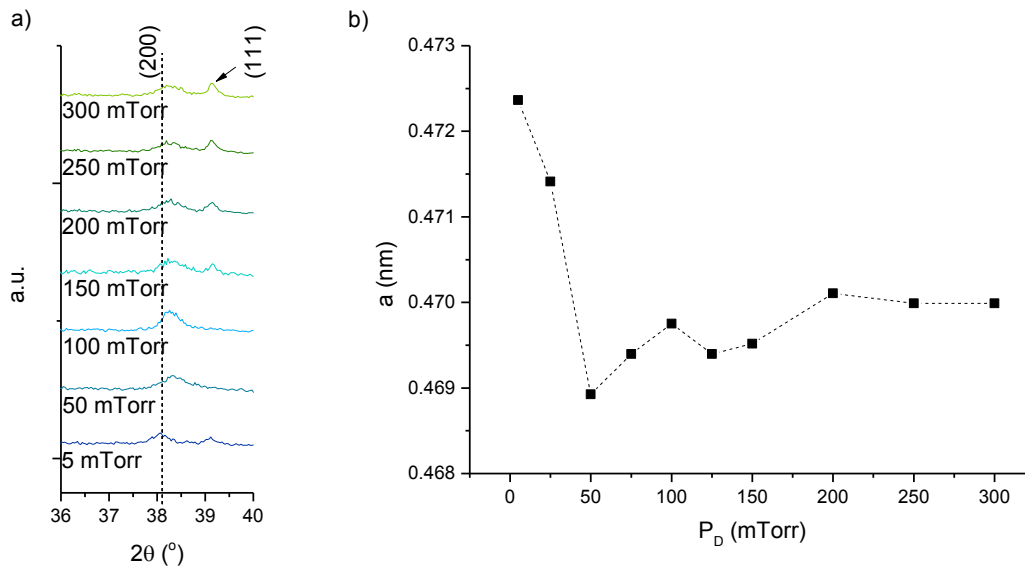 a)
(200)
(111)
300 mTorr
250 mTorr
200 mTorr
150 mTorr
100 mTorr
50 mTorr
5 mTorr
a.u.
36 37 38 39 40
2θ (°)
b)
0.473
0.472
0.471
0.470
0.469
0.468
a (nm)
0 50 100 150 200 250 300
P_D (mTorr)